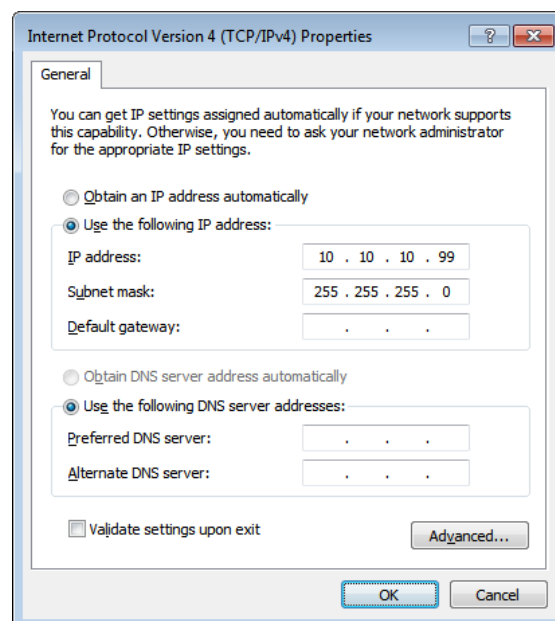 Internet Protocol Version 4 (TCP/IPv4) Properties
General
You can get IP settings assigned automatically if your network supports
this capability. Otherwise, you need to ask your network administrator
for the appropriate IP settings.
Obtain an IP address automatically
Use the following IP address:
IP address: 10 . 10 . 10 . 99
Subnet mask: 255 . 255 . 255 . 0
Default gateway: . . .
Obtain DNS server address automatically
Use the following DNS server addresses:
Preferred DNS server: . . .
Alternate DNS server: . . .
Validate settings upon exit
Advanced...
OK Cancel